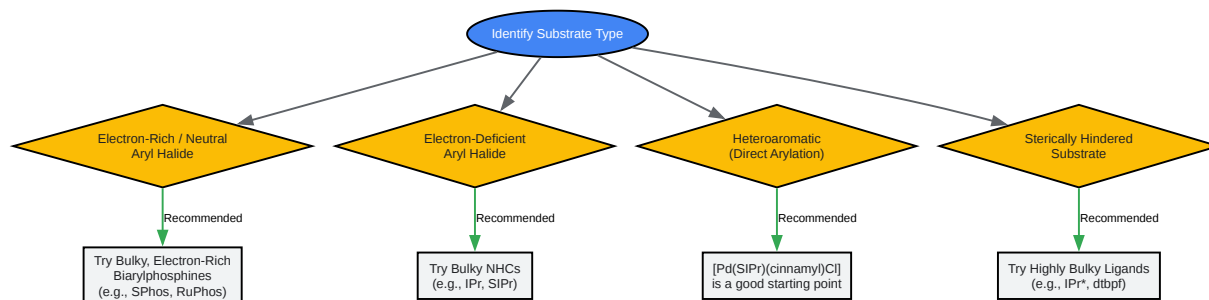 Identify Substrate Type
Electron-Rich / Neutral
Aryl Halide
Electron-Deficient
Aryl Halide
Heteroaromatic
(Direct Arylation)
Sterically Hindered
Substrate
Recommended
Recommended
Recommended
Recommended
Try Bulky, Electron-Rich
Biarylphosphines
(e.g., SPhos, RuPhos)
Try Bulky NHCs
(e.g., IPr, SIPr)
[Pd(SIPr)(cinnamyl)Cl]
is a good starting point
Try Highly Bulky Ligands
(e.g., IPr*, dtbpf)